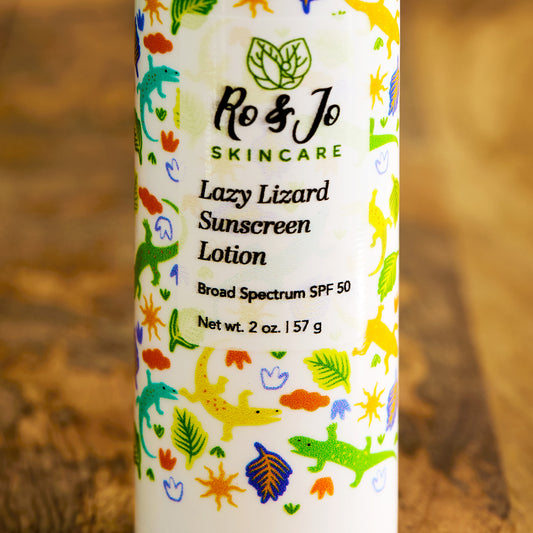 Ro & Jo
SKINCARE
Lazy Lizard
Sunscreen
Lotion
Broad Spectrum SPF 50
Net wt. 2 oz. | 57 g